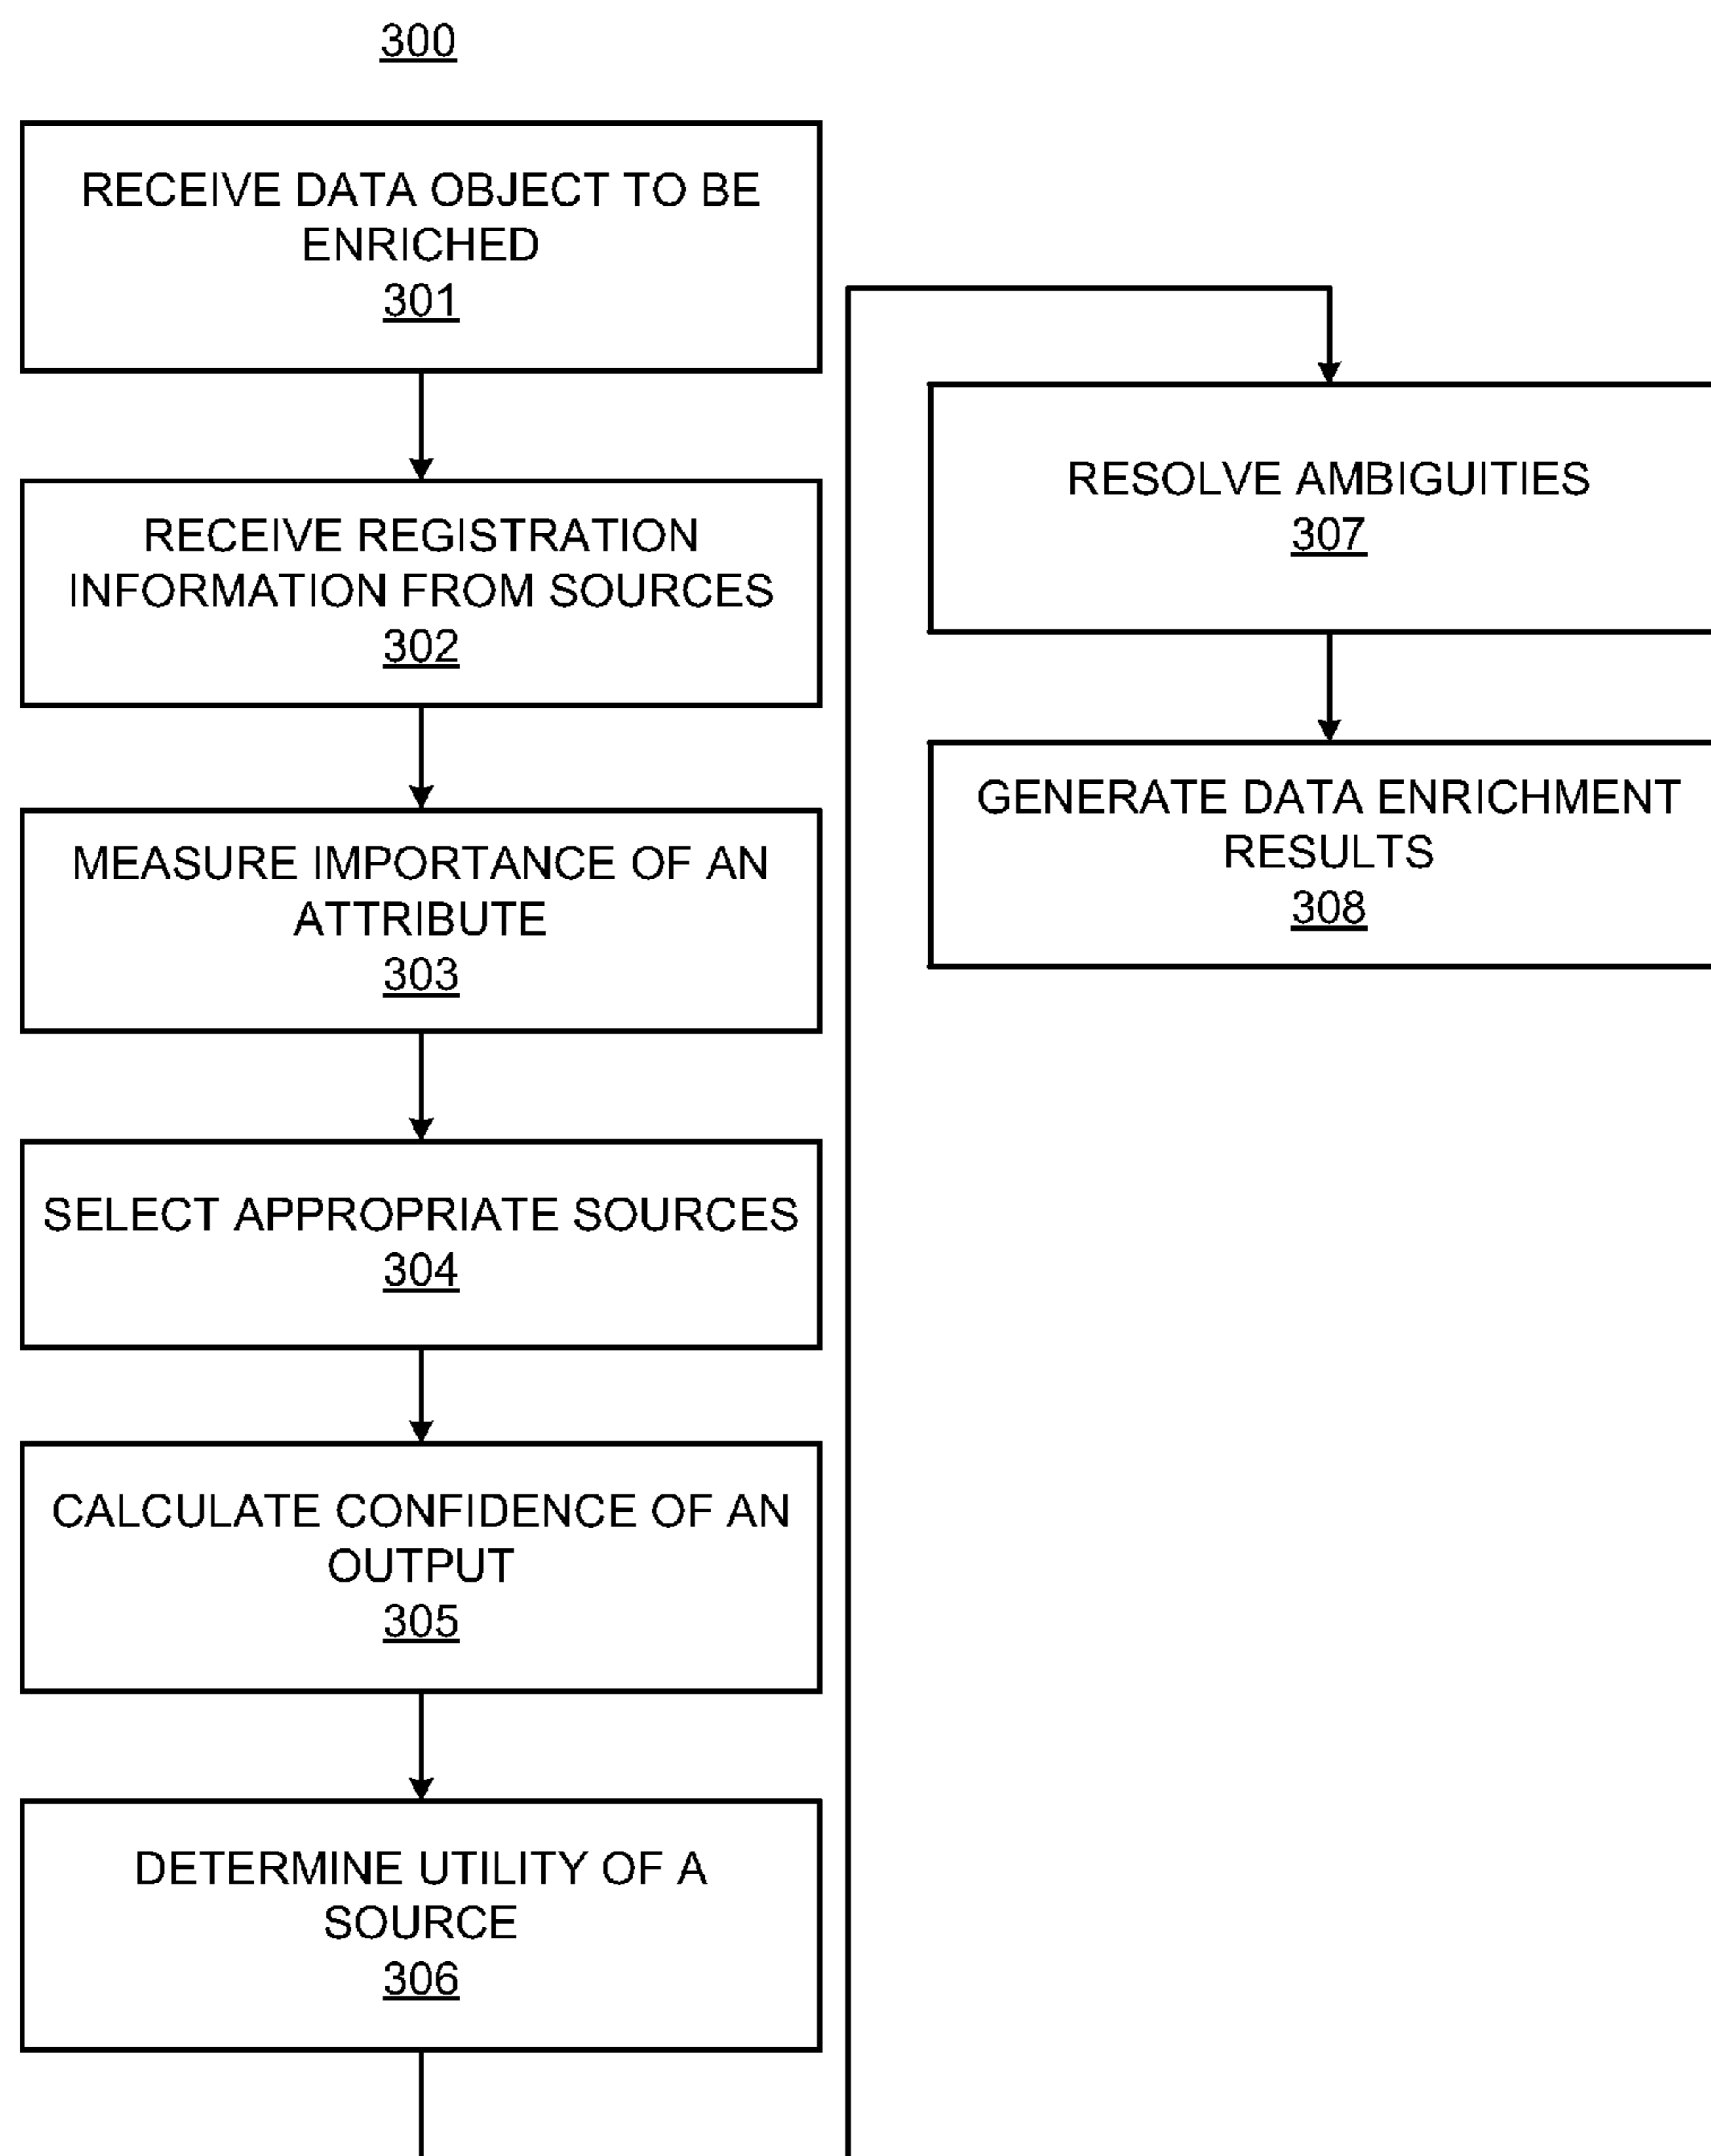 300
RECEIVE DATA OBJECT TO BE
ENRICHED
301
RECEIVE REGISTRATION
INFORMATION FROM SOURCES
302
MEASURE IMPORTANCE OF AN
ATTRIBUTE
303
SELECT APPROPRIATE SOURCES
304
CALCULATE CONFIDENCE OF AN
OUTPUT
305
DETERMINE UTILITY OF A
SOURCE
306
RESOLVE AMBIGUITIES
307
GENERATE DATA ENRICHMENT
RESULTS
308